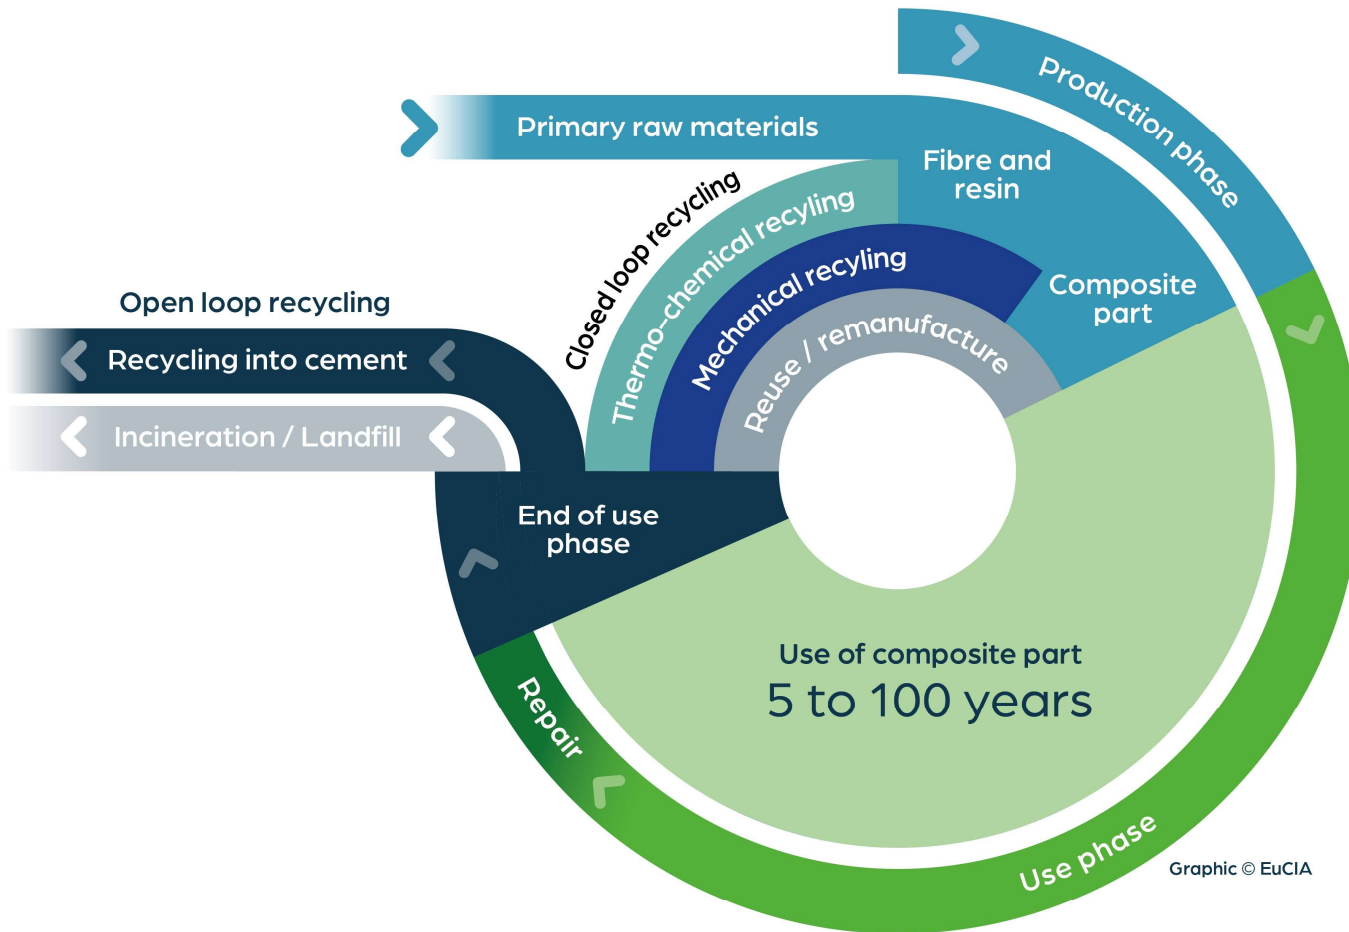 Production phase
Primary raw materials
Fibre and
resin
Closed loop recycling
Thermo-chemical recyling
Mechanical recyling
Reuse / remanufacture
Composite
part
Open loop recycling
Recycling into cement
Incineration / Landfill
End of use
phase
Use of composite part
5 to 100 years
Repair
Use phase
Graphic © EuCIA